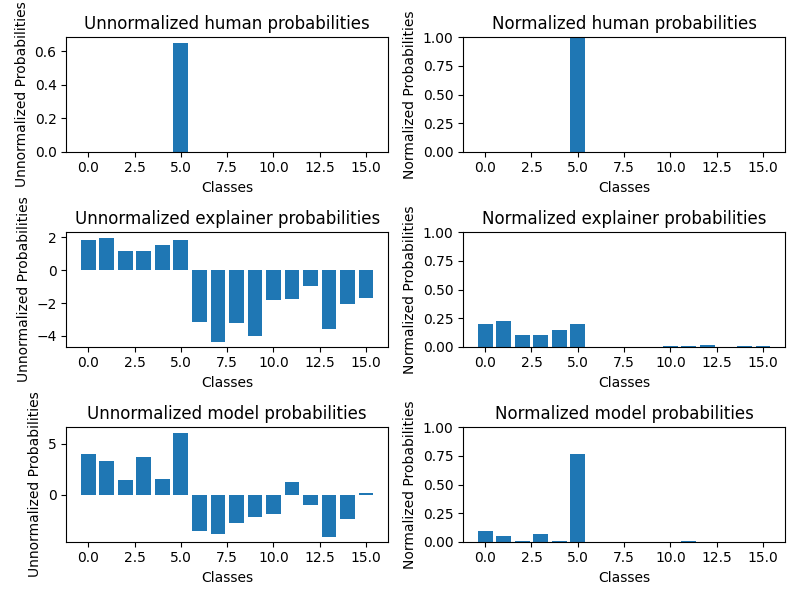 Unnormalized human probabilities
Unnormalized Probabilities
0.6
0.4
0.2
0.0
0.0 2.5 5.0 7.5 10.0 12.5 15.0
Classes
Normalized human probabilities
Normalized Probabilities
1.00
0.75
0.50
0.25
0.00
0.0 2.5 5.0 7.5 10.0 12.5 15.0
Classes
Unnormalized explainer probabilities
Unnormalized Probabilities
2
0
−2
−4
0.0 2.5 5.0 7.5 10.0 12.5 15.0
Classes
Normalized explainer probabilities
Normalized Probabilities
1.00
0.75
0.50
0.25
0.00
0.0 2.5 5.0 7.5 10.0 12.5 15.0
Classes
Unnormalized model probabilities
Unnormalized Probabilities
5
0
0.0 2.5 5.0 7.5 10.0 12.5 15.0
Classes
Normalized model probabilities
Normalized Probabilities
1.00
0.75
0.50
0.25
0.00
0.0 2.5 5.0 7.5 10.0 12.5 15.0
Classes